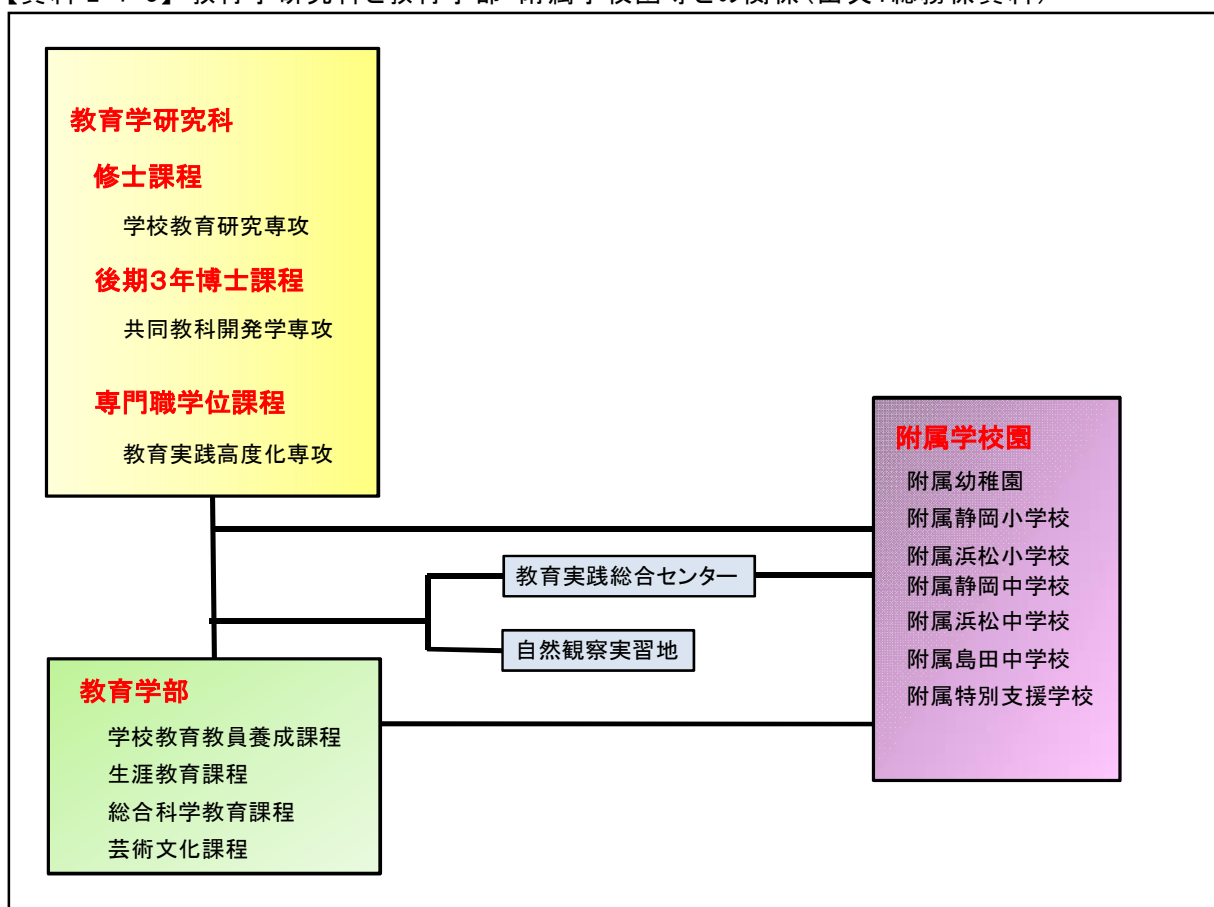 教育学研究科
修士課程
学校教育研究専攻
後期3年博士課程
共同教科開発学専攻
専門職学位課程
教育実践高度化専攻
附属学校園
附属幼稚園
附属静岡小学校
附属浜松小学校
附属静岡中学校
附属浜松中学校
附属島田中学校
附属特別支援学校
教育実践総合センター
自然観察実習地
教育学部
学校教育教員養成課程
生涯教育課程
総合科学教育課程
芸術文化課程